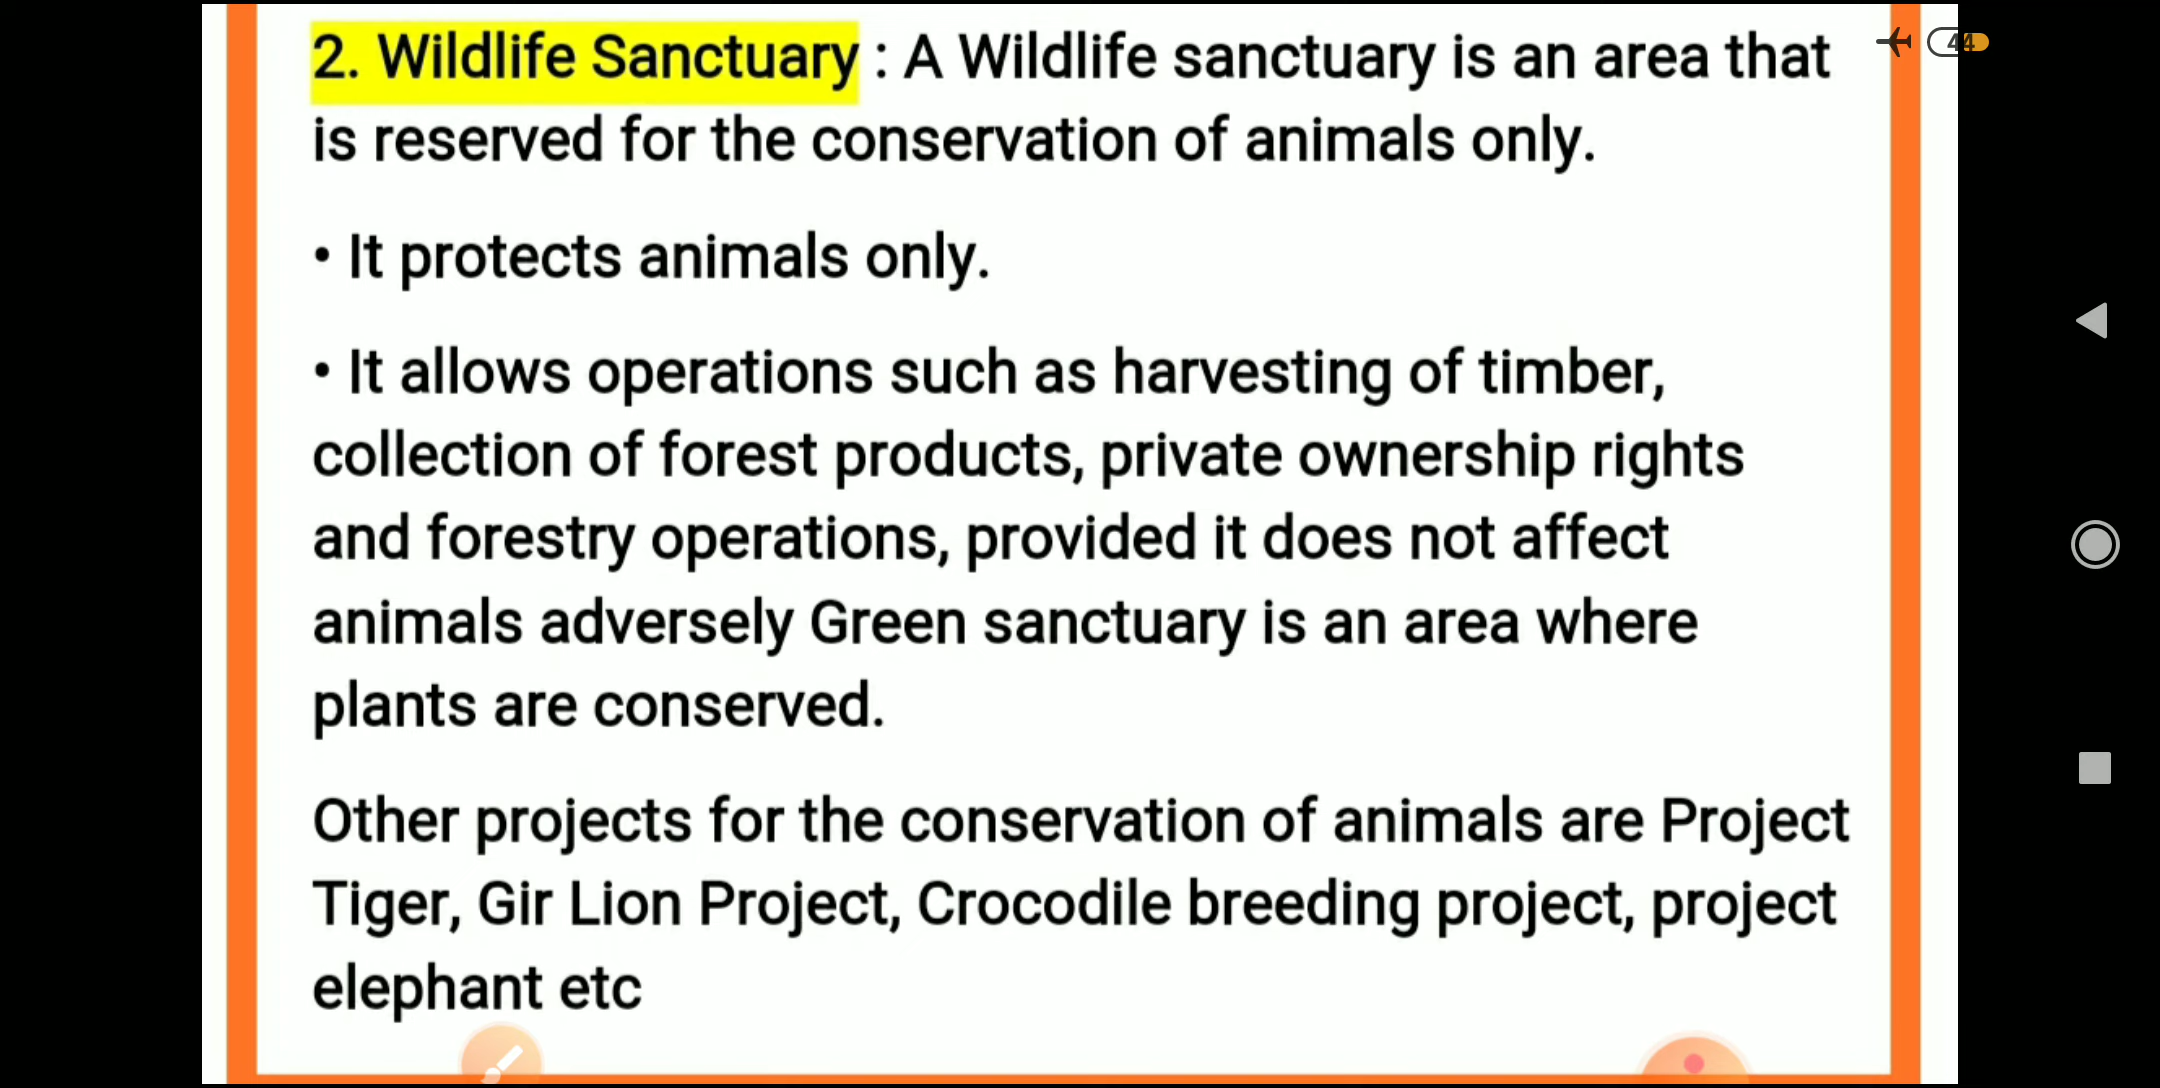 2. Wildlife Sanctuary : A Wildlife sanctuary is an area that
is reserved for the conservation of animals only.
• It protects animals only.
• It allows operations such as harvesting of timber,
collection of forest products, private ownership rights
and forestry operations, provided it does not affect
animals adversely Green sanctuary is an area where
plants are conserved.
Other projects for the conservation of animals are Project
Tiger, Gir Lion Project, Crocodile breeding project, project
elephant etc
44